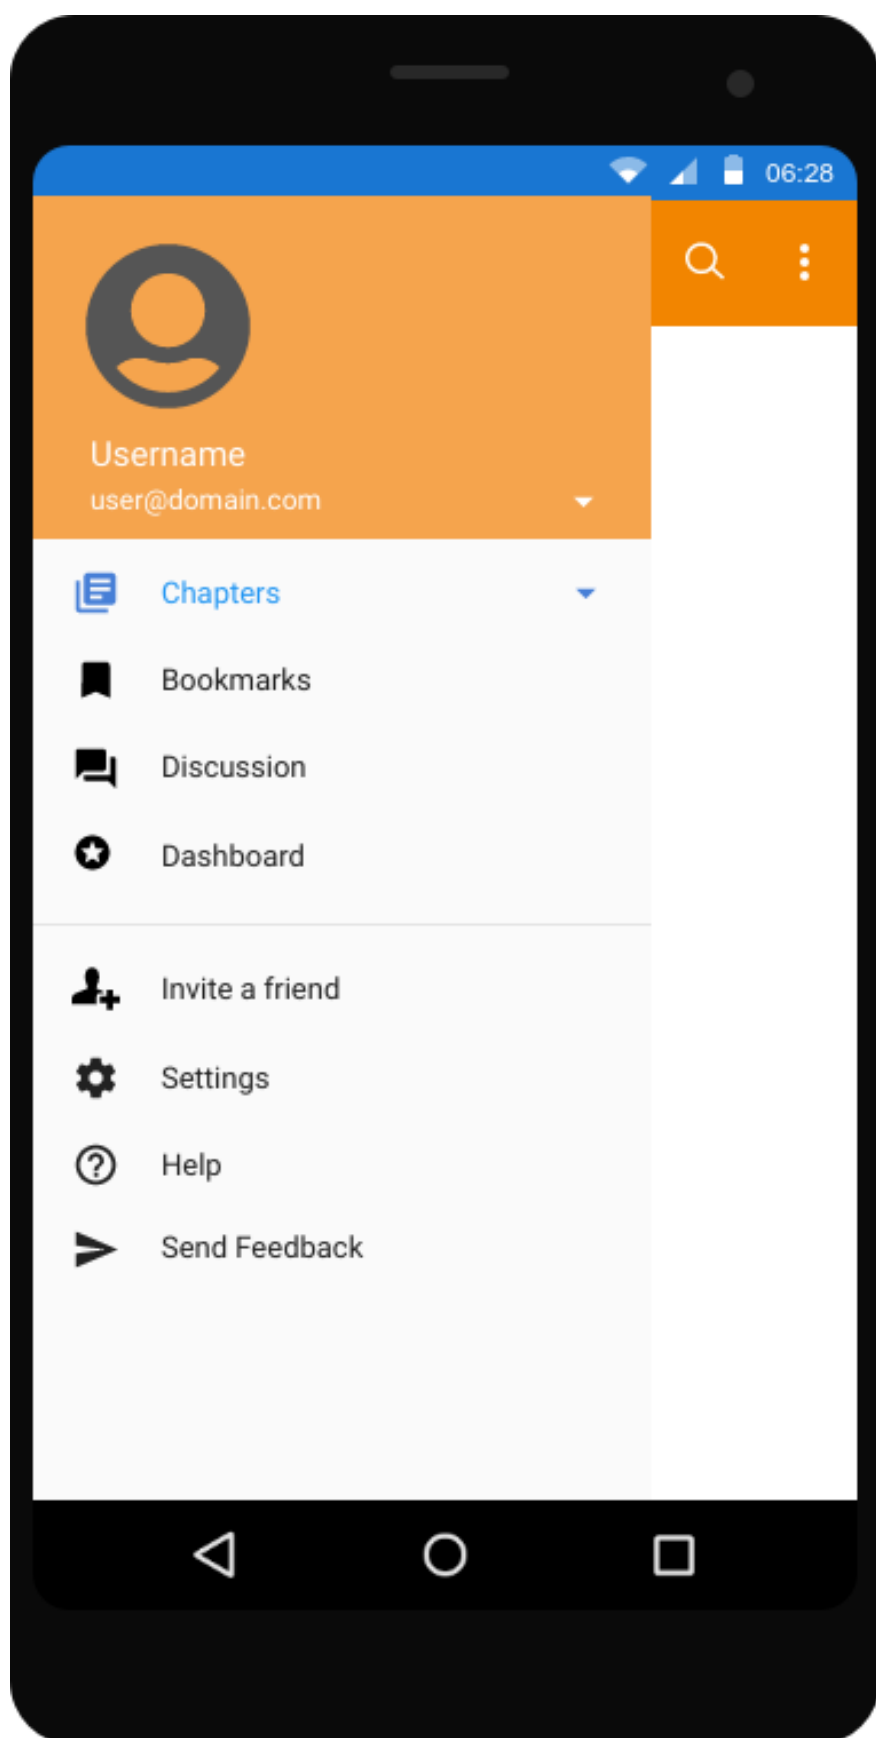 06:28
Username
user@domain.com
Chapters
Bookmarks
Discussion
Dashboard
Invite a friend
Settings
Help
Send Feedback